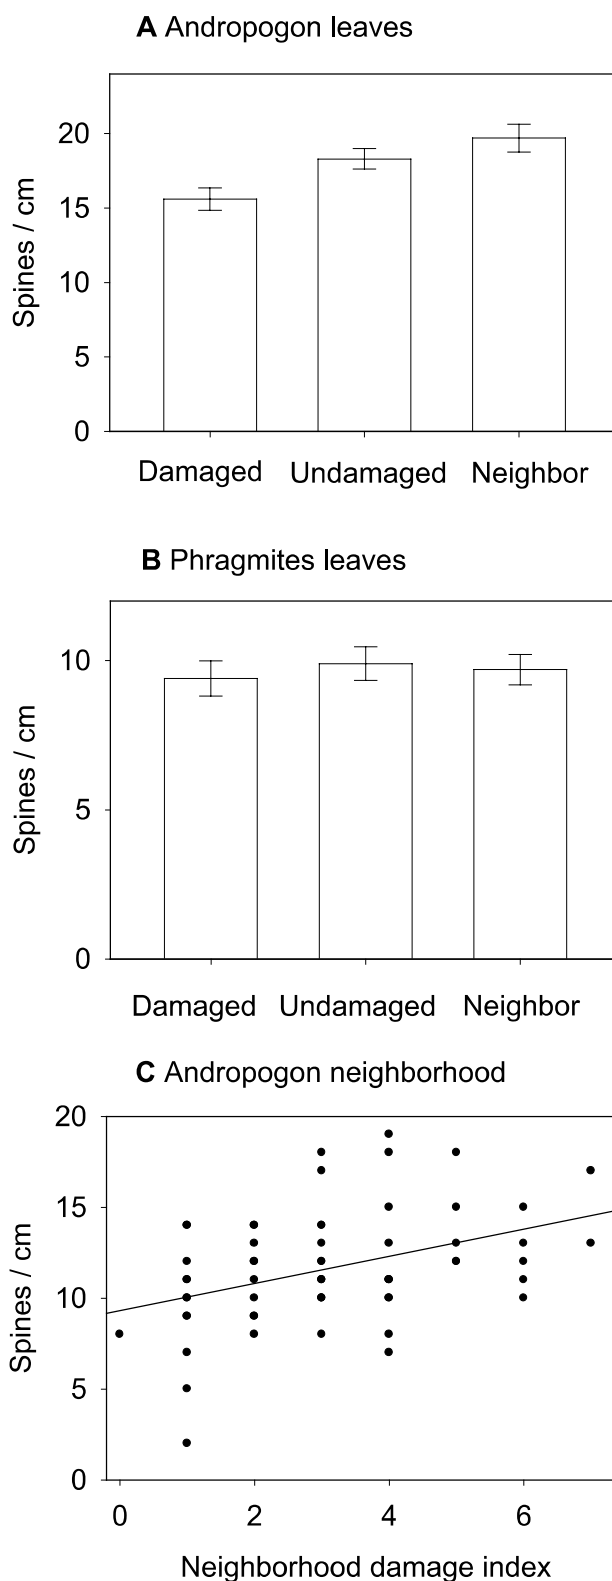 A Andropogon leaves
20
15
10
5
0
Spines / cm
Damaged Undamaged Neighbor
B Phragmites leaves
10
5
0
Spines / cm
Damaged Undamaged Neighbor
C Andropogon neighborhood
20
15
10
5
0
Spines / cm
0 2 4 6
Neighborhood damage index